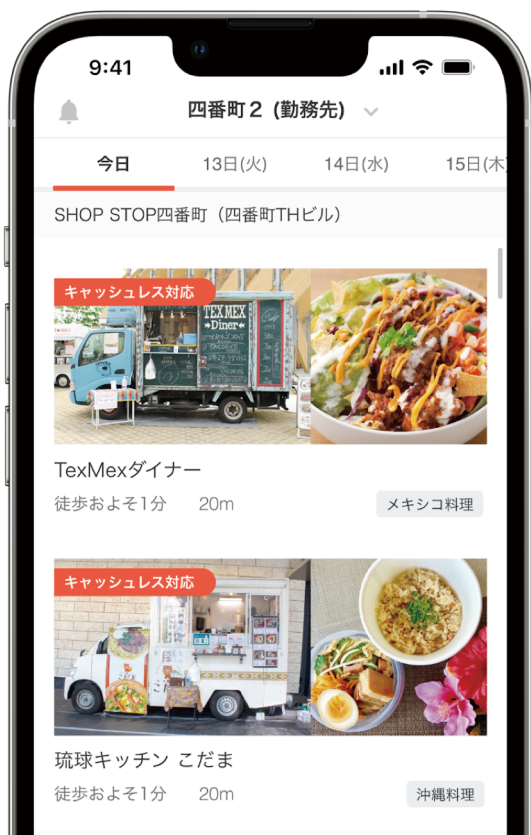 9:41
四番町２ (勤務先)
今日 13日(火) 14日(水) 15日(木
SHOP STOP四番町（四番町THビル）
キャッシュレス対応
TEX MEX
Diner
TexMexダイナー
徒歩およそ1分 20m
メキシコ料理
キャッシュレス対応
こだま
琉球キッチン こだま
徒歩およそ1分 20m
沖縄料理